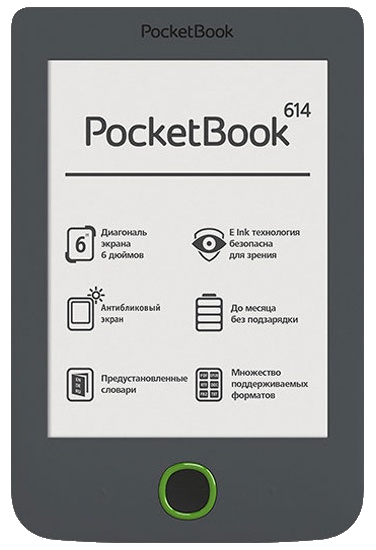 PocketBook
PocketBook 614
6"
Диагональ
экрана
6 дюймов
E Ink технология
безопасна
для зрения
Антибликовый
экран
До месяца
без подзарядки
Предустановленные
словари
Множество
поддерживаемых
форматов